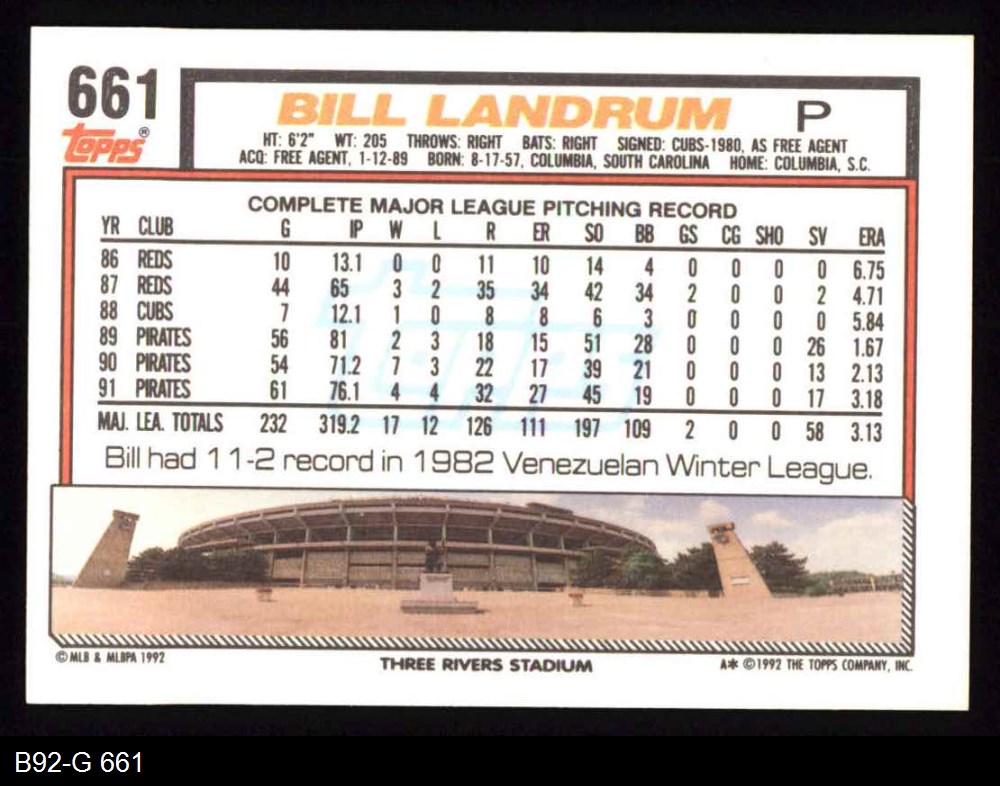 661
Topps®
BILL LANDRUM P
HT: 6'2" WT: 205 THROWS: RIGHT BATS: RIGHT SIGNED: CUBS-1980, AS FREE AGENT
ACQ: FREE AGENT, 1-12-89 BORN: 8-17-57, COLUMBIA, SOUTH CAROLINA HOME: COLUMBIA, S.C.
COMPLETE MAJOR LEAGUE PITCHING RECORD
YR CLUB G IP W L R ER SO BB GS CG SHO SV ERA
86 REDS 10 13.1 0 0 11 10 14 4 0 0 0 0 6.75
87 REDS 44 65 3 2 35 34 42 34 2 0 0 2 4.71
88 CUBS 7 12.1 1 0 8 8 6 3 0 0 0 0 5.84
89 PIRATES 56 81 2 3 18 15 51 28 0 0 0 26 1.67
90 PIRATES 54 71.2 7 3 22 17 39 21 0 0 0 13 2.13
91 PIRATES 61 76.1 4 4 32 27 45 19 0 0 0 17 3.18
MAJ. LEA. TOTALS 232 319.2 17 12 126 111 197 109 2 0 0 58 3.13
Topps
Bill had 11-2 record in 1982 Venezuelan Winter League.
© MLB & MLBPA 1992
THREE RIVERS STADIUM
A* © 1992 THE TOPPS COMPANY, INC.
B92-G 661